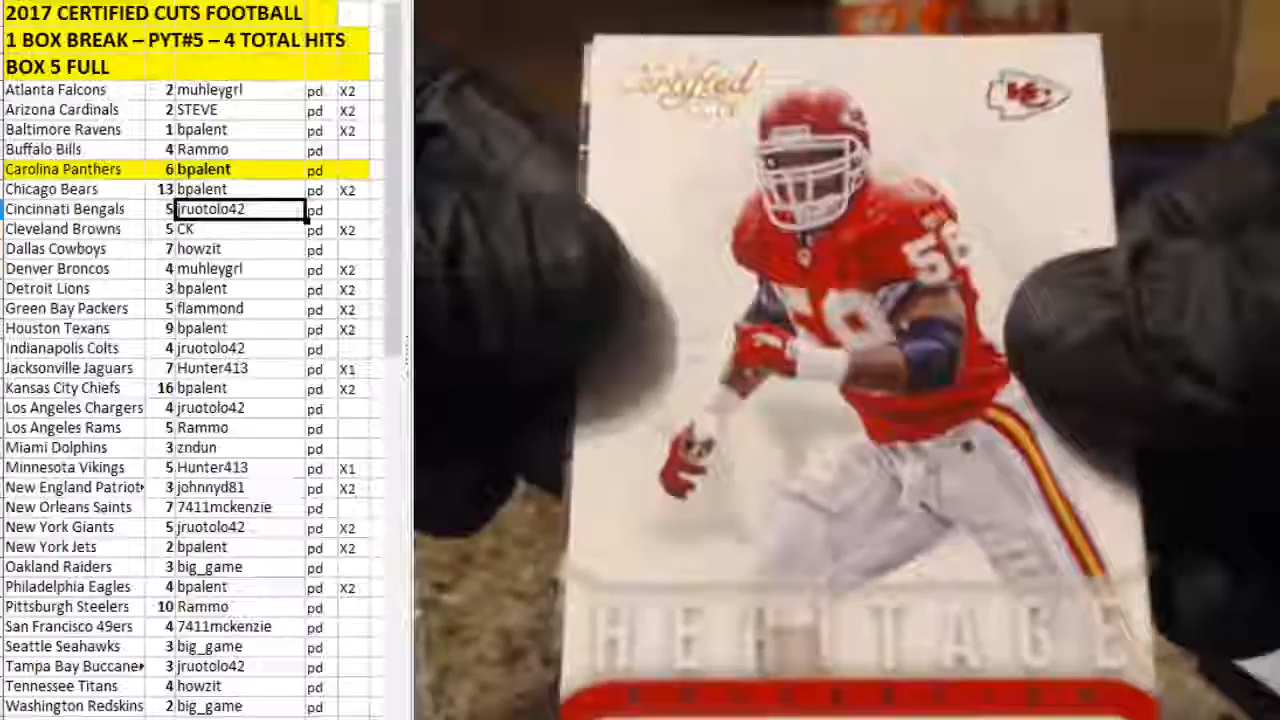 2017 CERTIFIED CUTS FOOTBALL
1 BOX BREAK – PYT#5 – 4 TOTAL HITS
BOX 5 FULL
Atlanta Falcons 2 muhleygrl pd X2
Arizona Cardinals 2 STEVE pd X2
Baltimore Ravens 1 bpalent pd X2
Buffalo Bills 4 Rammo pd
Carolina Panthers 6 bpalent pd
Chicago Bears 13 bpalent pd X2
Cincinnati Bengals 5 jruotolo42 pd
Cleveland Browns 5 CK pd X2
Dallas Cowboys 7 howzit pd
Denver Broncos 4 muhleygrl pd X2
Detroit Lions 3 bpalent pd X2
Green Bay Packers 5 flammond pd X2
Houston Texans 9 bpalent pd X2
Indianapolis Colts 4 jruotolo42 pd
Jacksonville Jaguars 7 Hunter413 pd X1
Kansas City Chiefs 16 bpalent pd X2
Los Angeles Chargers 4 jruotolo42 pd
Los Angeles Rams 5 Rammo pd
Miami Dolphins 3 zndun pd
Minnesota Vikings 5 Hunter413 pd X1
New England Patriot 3 johnnyd81 pd X2
New Orleans Saints 7 7411mckenzie pd
New York Giants 5 jruotolo42 pd X2
New York Jets 2 bpalent pd X2
Oakland Raiders 3 big_game pd
Philadelphia Eagles 4 bpalent pd X2
Pittsburgh Steelers 10 Rammo pd
San Francisco 49ers 4 7411mckenzie pd
Seattle Seahawks 3 big_game pd
Tampa Bay Buccane 3 jruotolo42 pd
Tennessee Titans 4 howzit pd
Washington Redskins 2 big_game pd
Certified
KC
58
HERITAGE